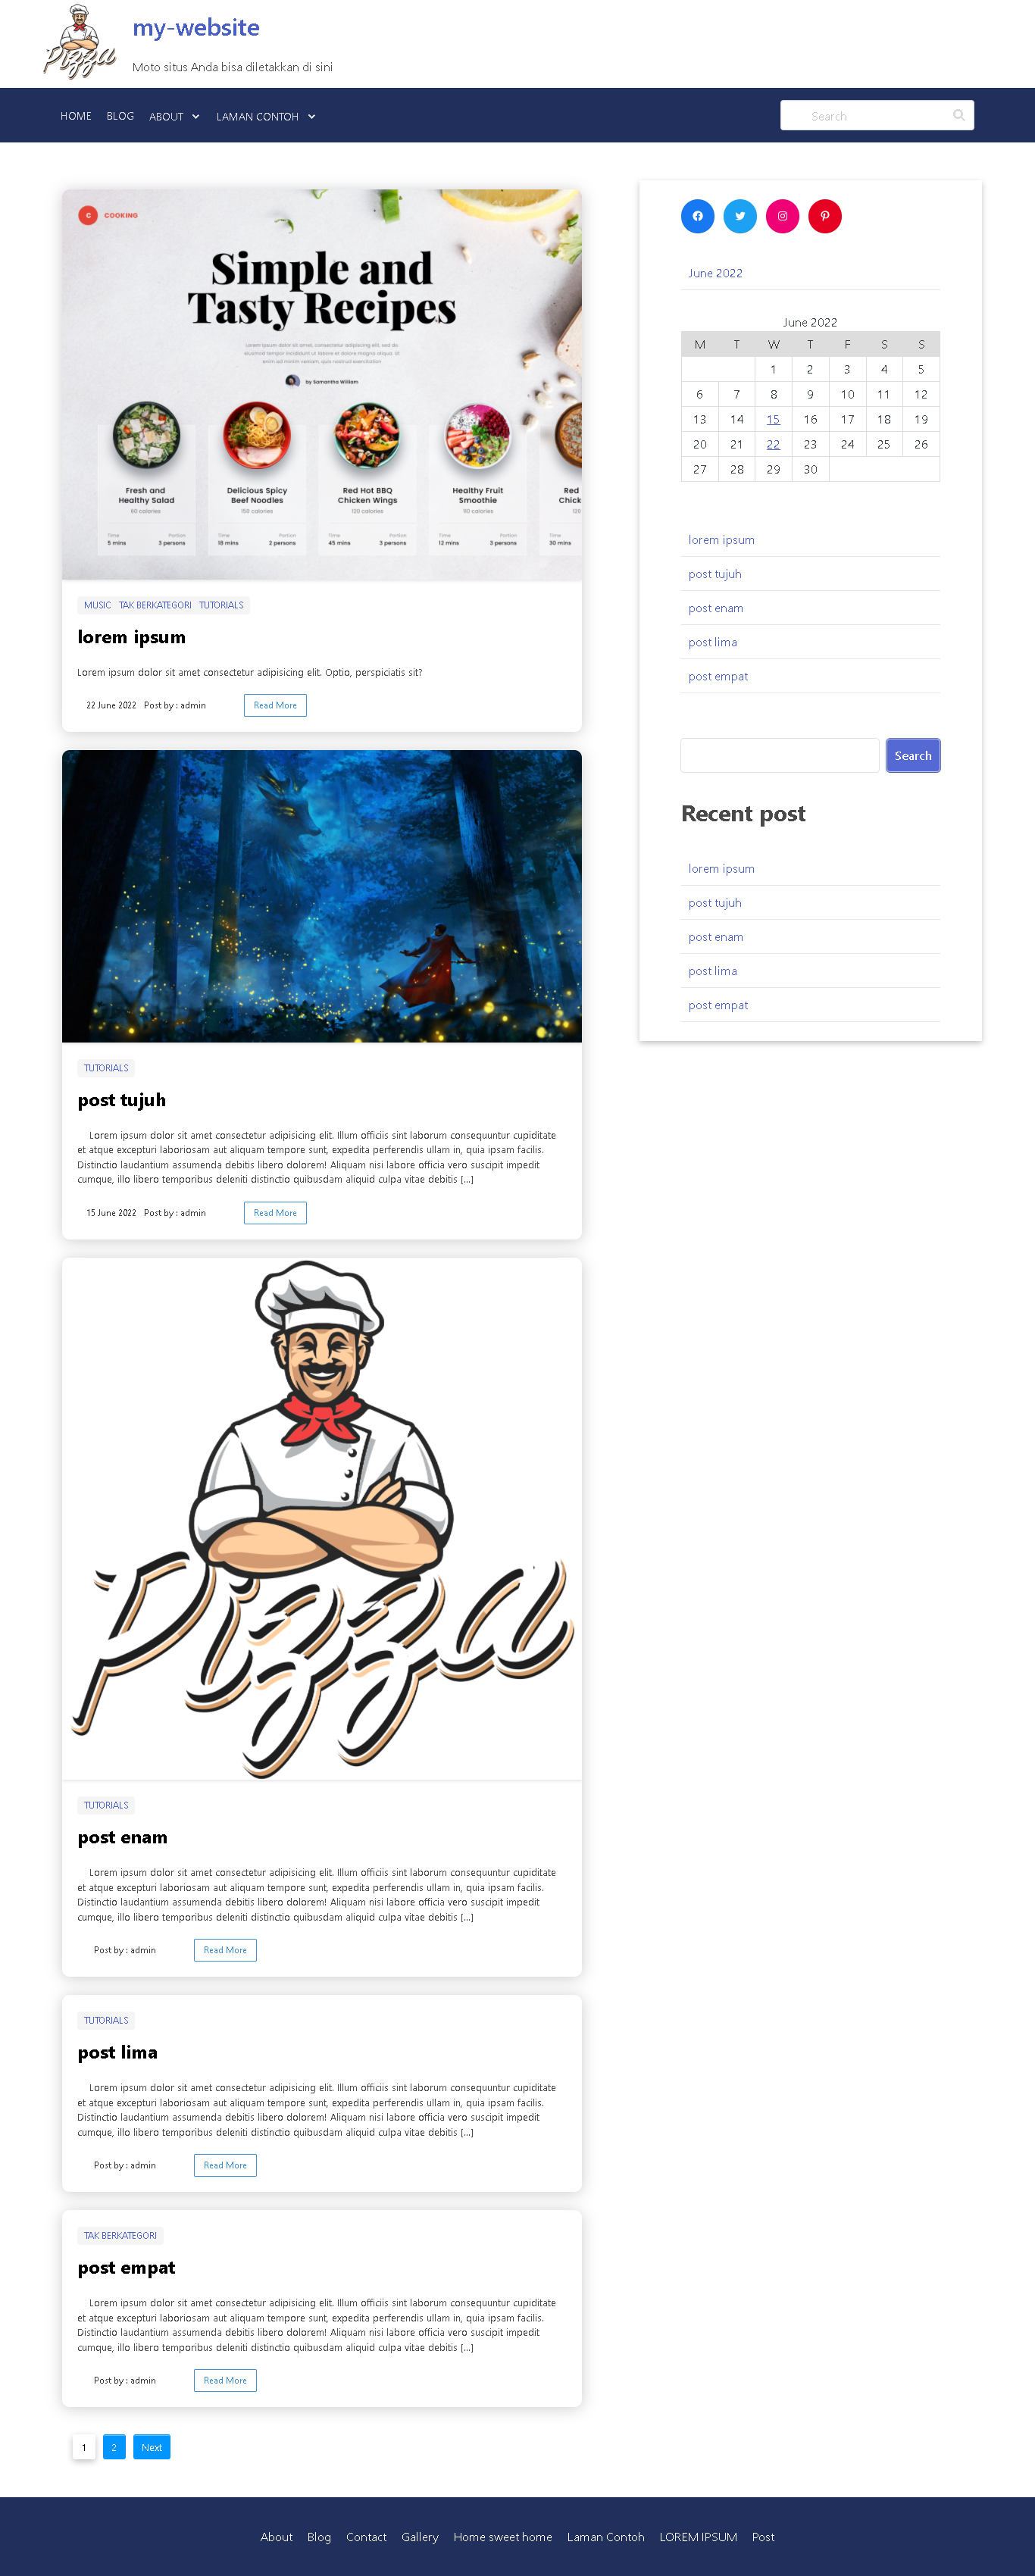 Pizza
my-website
Moto situs Anda bisa diletakkan di sini
HOME BLOG ABOUT LAMAN CONTOH
Search
C COOKING
Simple and
Tasty Recipes
by Samantha William
Fresh and
Healthy Salad
60 calories
Time
5 mins
Portion
3 persons
Delicious Spicy
Beef Noodles
150 calories
Time
18 mins
Portion
2 persons
Red Hot BBQ
Chicken Wings
120 calories
Time
45 mins
Portion
3 persons
Healthy Fruit
Smoothie
110 calories
Time
12 mins
Portion
3 persons
Red
Chicke
120
Time
30 mins
MUSIC TAK BERKATEGORI TUTORIALS
lorem ipsum
Lorem ipsum dolor sit amet consectetur adipisicing elit. Optio, perspiciatis sit?
22 June 2022 Post by : admin Read More
TUTORIALS
post tujuh
Lorem ipsum dolor sit amet consectetur adipisicing elit. Illum officiis sint laborum consequuntur cupiditate
et atque excepturi laboriosam aut aliquam tempore sunt, expedita perferendis ullam in, quia ipsam facilis.
Distinctio laudantium assumenda debitis libero dolorem! Aliquam nisi labore officia vero suscipit impedit
cumque, illo libero temporibus deleniti distinctio quibusdam aliquid culpa vitae debitis [...]
15 June 2022 Post by : admin Read More
Pizza
TUTORIALS
post enam
Lorem ipsum dolor sit amet consectetur adipisicing elit. Illum officiis sint laborum consequuntur cupiditate
et atque excepturi laboriosam aut aliquam tempore sunt, expedita perferendis ullam in, quia ipsam facilis.
Distinctio laudantium assumenda debitis libero dolorem! Aliquam nisi labore officia vero suscipit impedit
cumque, illo libero temporibus deleniti distinctio quibusdam aliquid culpa vitae debitis [...]
Post by : admin Read More
TUTORIALS
post lima
Lorem ipsum dolor sit amet consectetur adipisicing elit. Illum officiis sint laborum consequuntur cupiditate
et atque excepturi laboriosam aut aliquam tempore sunt, expedita perferendis ullam in, quia ipsam facilis.
Distinctio laudantium assumenda debitis libero dolorem! Aliquam nisi labore officia vero suscipit impedit
cumque, illo libero temporibus deleniti distinctio quibusdam aliquid culpa vitae debitis [...]
Post by : admin Read More
TAK BERKATEGORI
post empat
Lorem ipsum dolor sit amet consectetur adipisicing elit. Illum officiis sint laborum consequuntur cupiditate
et atque excepturi laboriosam aut aliquam tempore sunt, expedita perferendis ullam in, quia ipsam facilis.
Distinctio laudantium assumenda debitis libero dolorem! Aliquam nisi labore officia vero suscipit impedit
cumque, illo libero temporibus deleniti distinctio quibusdam aliquid culpa vitae debitis [...]
Post by : admin Read More
1 2 Next
June 2022
June 2022
M T W T F S S
1 2 3 4 5
6 7 8 9 10 11 12
13 14 15 16 17 18 19
20 21 22 23 24 25 26
27 28 29 30
lorem ipsum
post tujuh
post enam
post lima
post empat
Search
Recent post
lorem ipsum
post tujuh
post enam
post lima
post empat
About Blog Contact Gallery Home sweet home Laman Contoh LOREM IPSUM Post